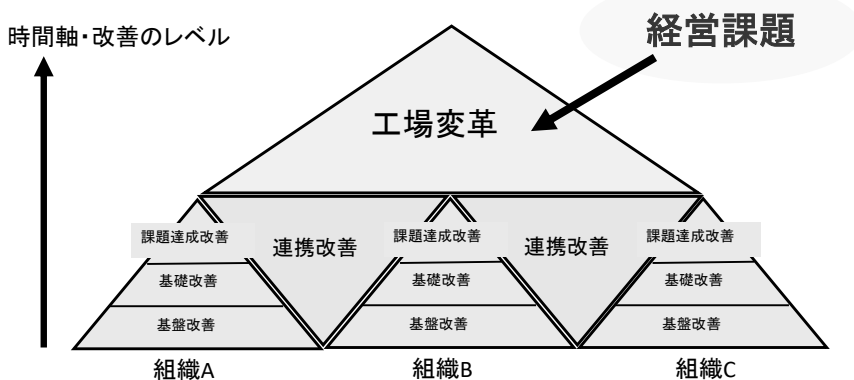 時間軸・改善のレベル
経営課題
工場変革
課題達成改善
連携改善
課題達成改善
連携改善
課題達成改善
基礎改善
基礎改善
基礎改善
基盤改善
基盤改善
基盤改善
組織A
組織B
組織C